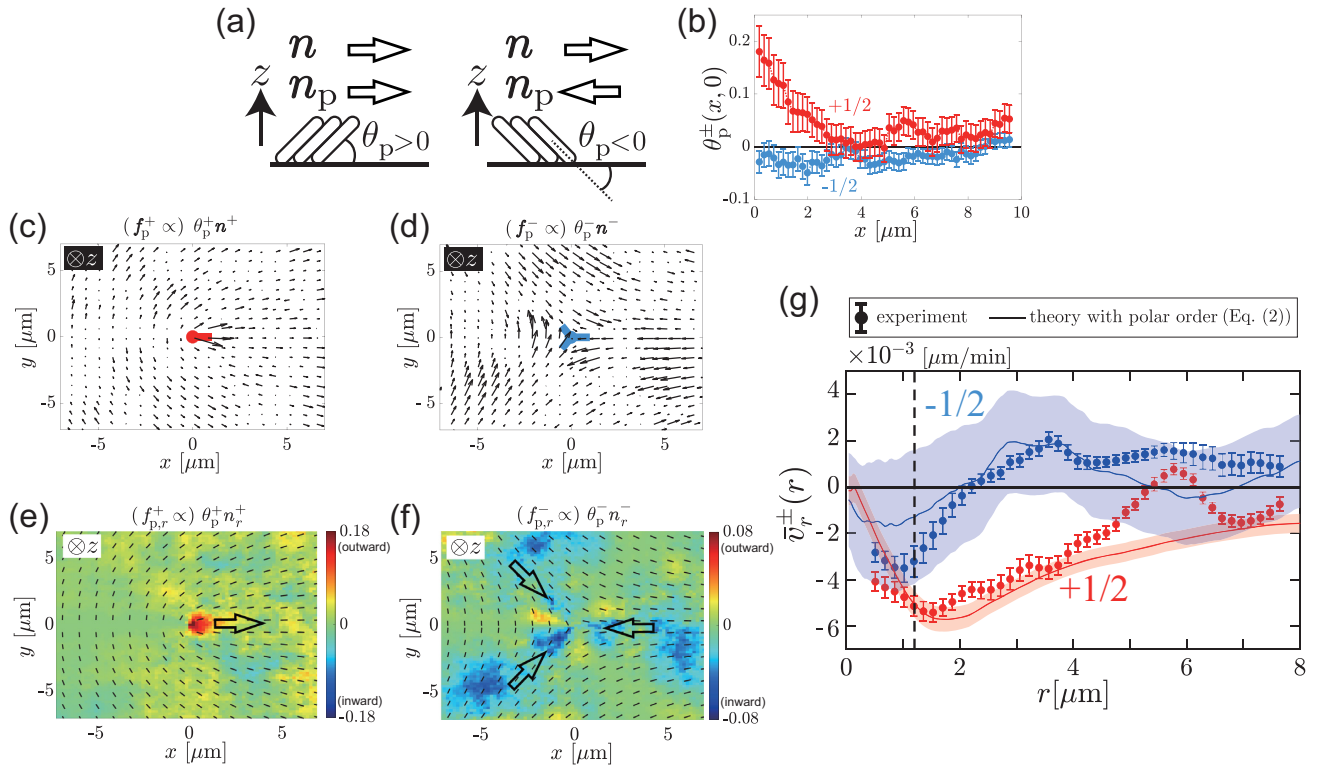 (a)
n
n
z
n_p
z
n_p
θ_p>0
θ_p<0
(b)
θ_p^±(x, 0)
0.2
0.1
0
-0.1
+1/2
-1/2
0 2 4 6 8 10
x [μm]
(c)
(f_p^+ ∝) θ_p^+ n^+
⊗z
y [μm]
5
0
-5
-5 0 5
x [μm]
(d)
(f_p^- ∝) θ_p^- n^-
⊗z
y [μm]
5
0
-5
-5 0 5
x [μm]
(e)
(f_{p,r}^+ ∝) θ_p^+ n_r^+
⊗z
y [μm]
5
0
-5
-5 0 5
x [μm]
0.18
(outward)
0
(inward)
-0.18
(f)
(f_{p,r}^- ∝) θ_p^- n_r^-
⊗z
y [μm]
5
0
-5
-5 0 5
x [μm]
0.08
(outward)
0
(inward)
-0.08
(g)
experiment
theory with polar order (Eq. (2))
×10^{-3} [μm/min]
v̄_r^±(r)
4
2
0
-2
-4
-6
-1/2
+1/2
0 2 4 6 8
r[μm]